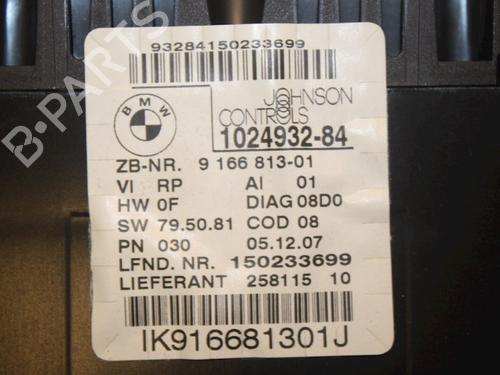 93284150233699
BMW
JOHNSON
CONTROLS
1024932-84
ZB-NR. 9 166 813-01
VI RP AI 01
HW 0F DIAG 08D0
SW 79.50.81 COD 08
PN 030 05.12.07
LFND. NR. 150233699
LIEFERANT 258115 10
IK916681301J
B-PARTS